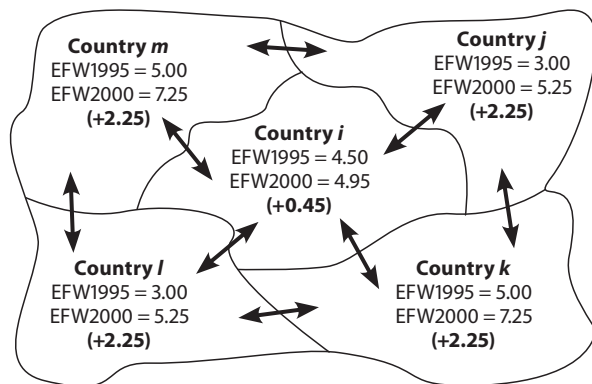 Country m
EFW1995 = 5.00
EFW2000 = 7.25
(+2.25)
Country j
EFW1995 = 3.00
EFW2000 = 5.25
(+2.25)
Country i
EFW1995 = 4.50
EFW2000 = 4.95
(+0.45)
Country l
EFW1995 = 3.00
EFW2000 = 5.25
(+2.25)
Country k
EFW1995 = 5.00
EFW2000 = 7.25
(+2.25)